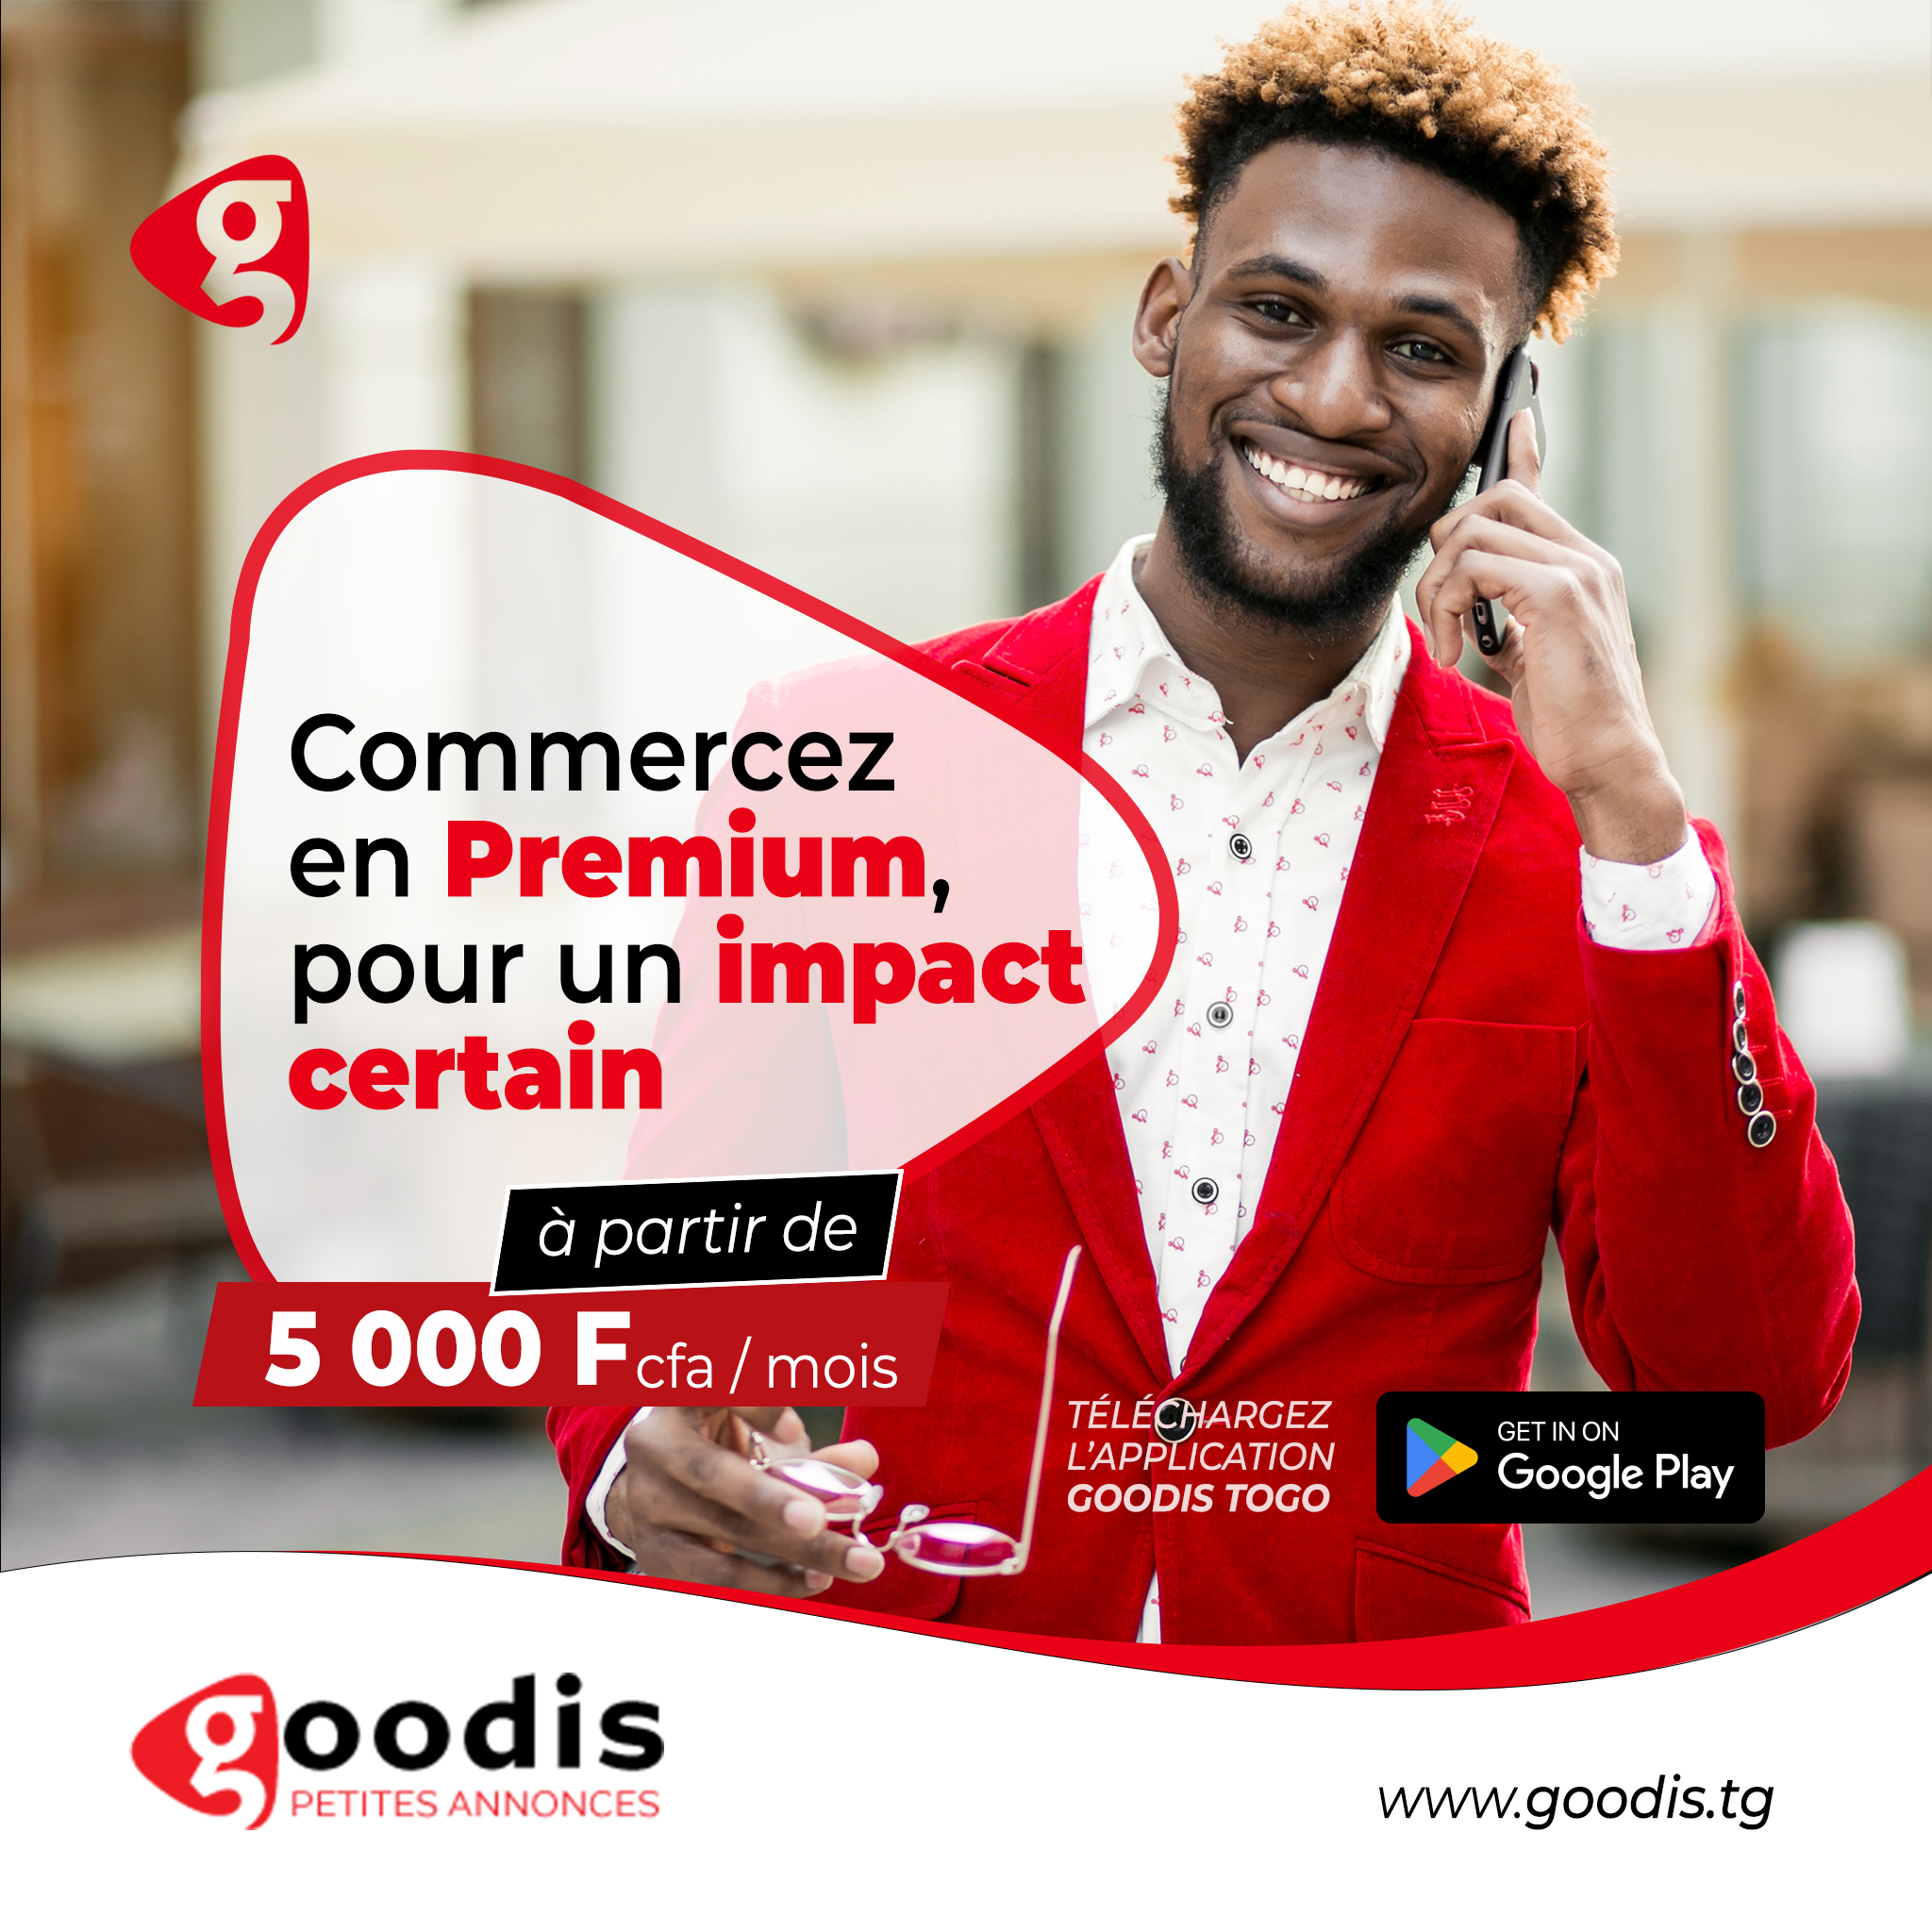 g
Commercez
en Premium,
pour un impact
certain
à partir de
5 000 F cfa / mois
TÉLÉCHARGEZ
L'APPLICATION
GOODIS TOGO
GET IN ON
Google Play
goodis
PETITES ANNONCES
www.goodis.tg